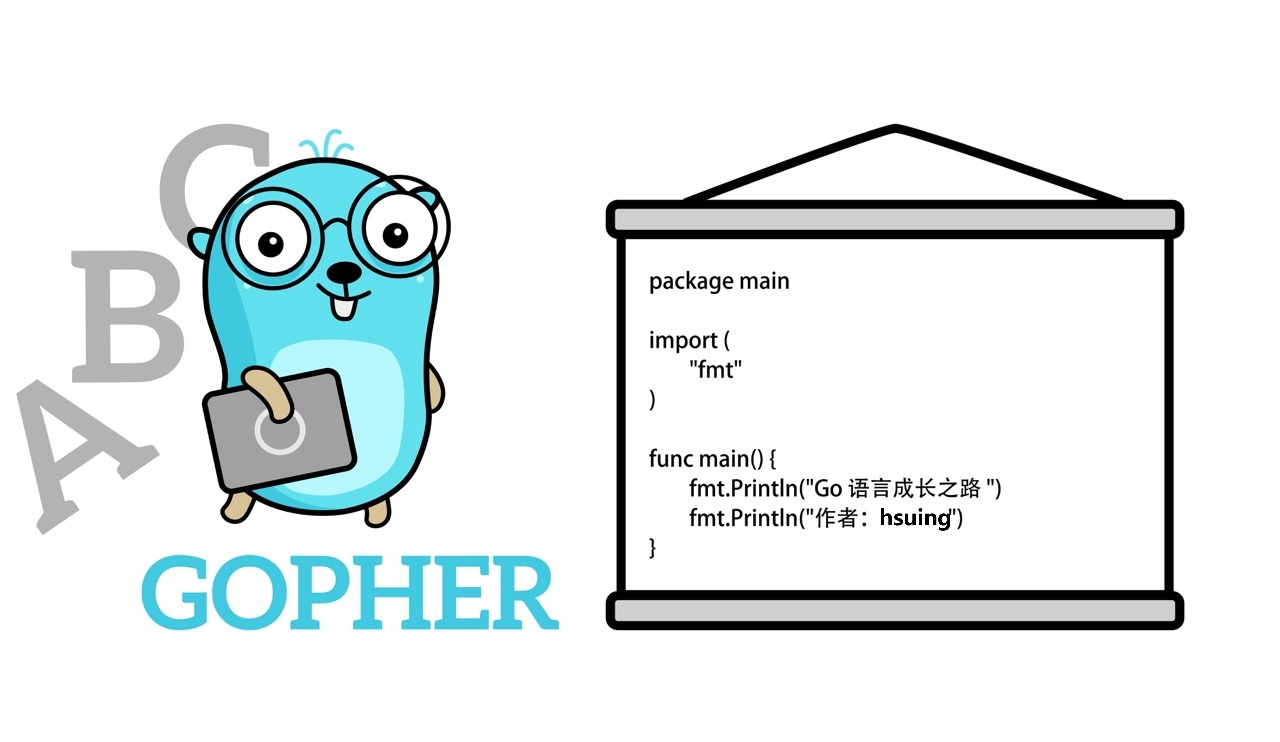 C
B
A
GOPHER
package main
import (
"fmt"
)
func main() {
fmt.Println("Go 语言成长之路 ")
fmt.Println("作者：hsuing")
}